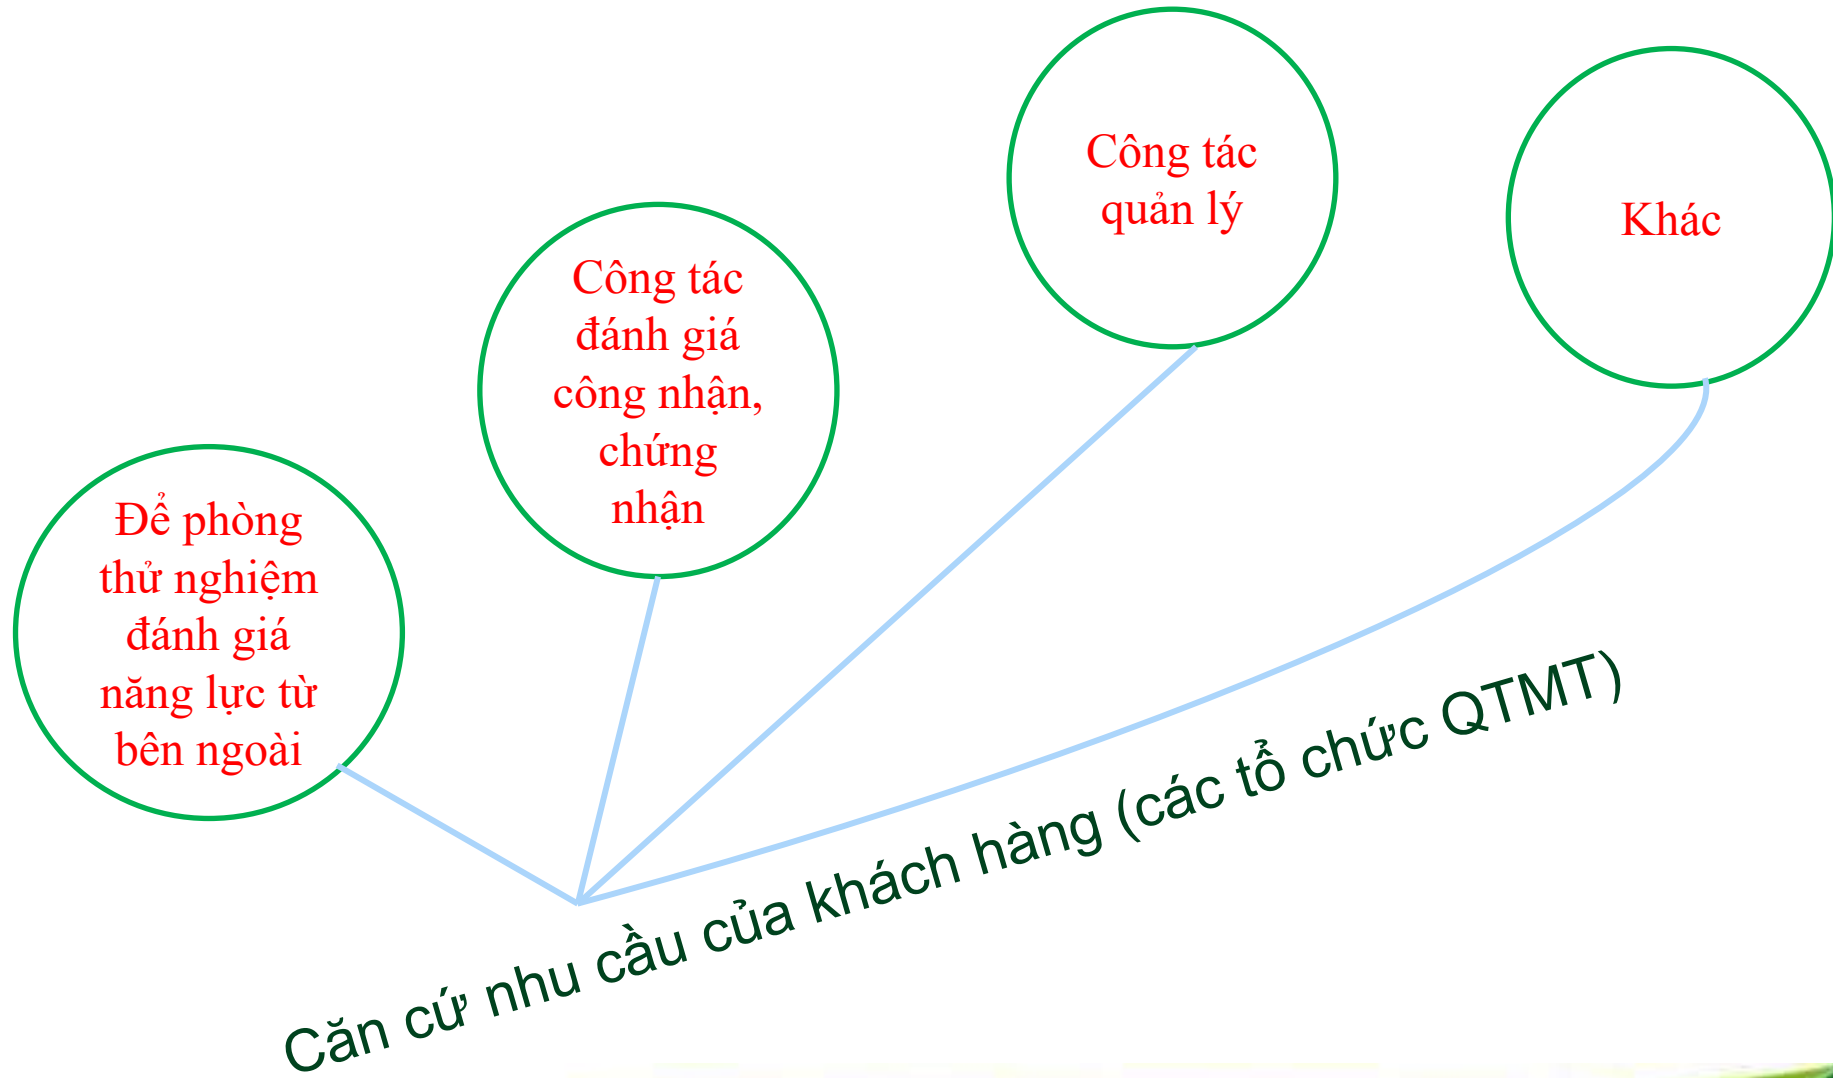 Để phòng
thử nghiệm
đánh giá
năng lực từ
bên ngoài
Công tác
đánh giá
công nhận,
chứng
nhận
Công tác
quản lý
Khác
Căn cứ nhu cầu của khách hàng (các tổ chức QTMT)